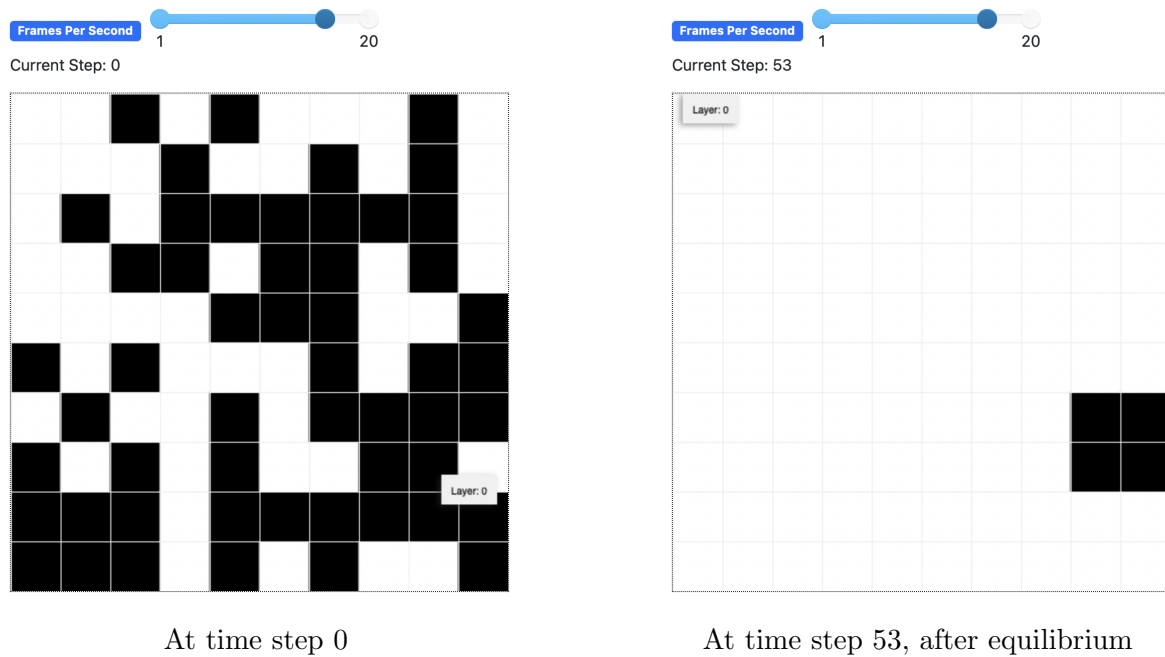 Frames Per Second
1
20
Current Step: 0
Layer: 0
At time step 0
Frames Per Second
1
20
Current Step: 53
Layer: 0
At time step 53, after equilibrium